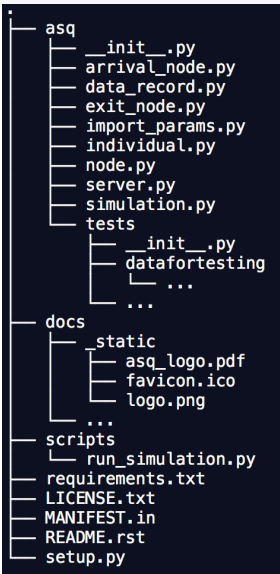 .
├── asq
│   ├── __init__.py
│   ├── arrival_node.py
│   ├── data_record.py
│   ├── exit_node.py
│   ├── import_params.py
│   ├── individual.py
│   ├── node.py
│   ├── server.py
│   ├── simulation.py
│   └── tests
│       ├── __init__.py
│       ├── datafortesting
│       │   └── ...
│       └── ...
├── docs
│   ├── _static
│   │   ├── asq_logo.pdf
│   │   ├── favicon.ico
│   │   └── logo.png
│   └── ...
├── scripts
│   └── run_simulation.py
├── requirements.txt
├── LICENSE.txt
├── MANIFEST.in
├── README.rst
└── setup.py